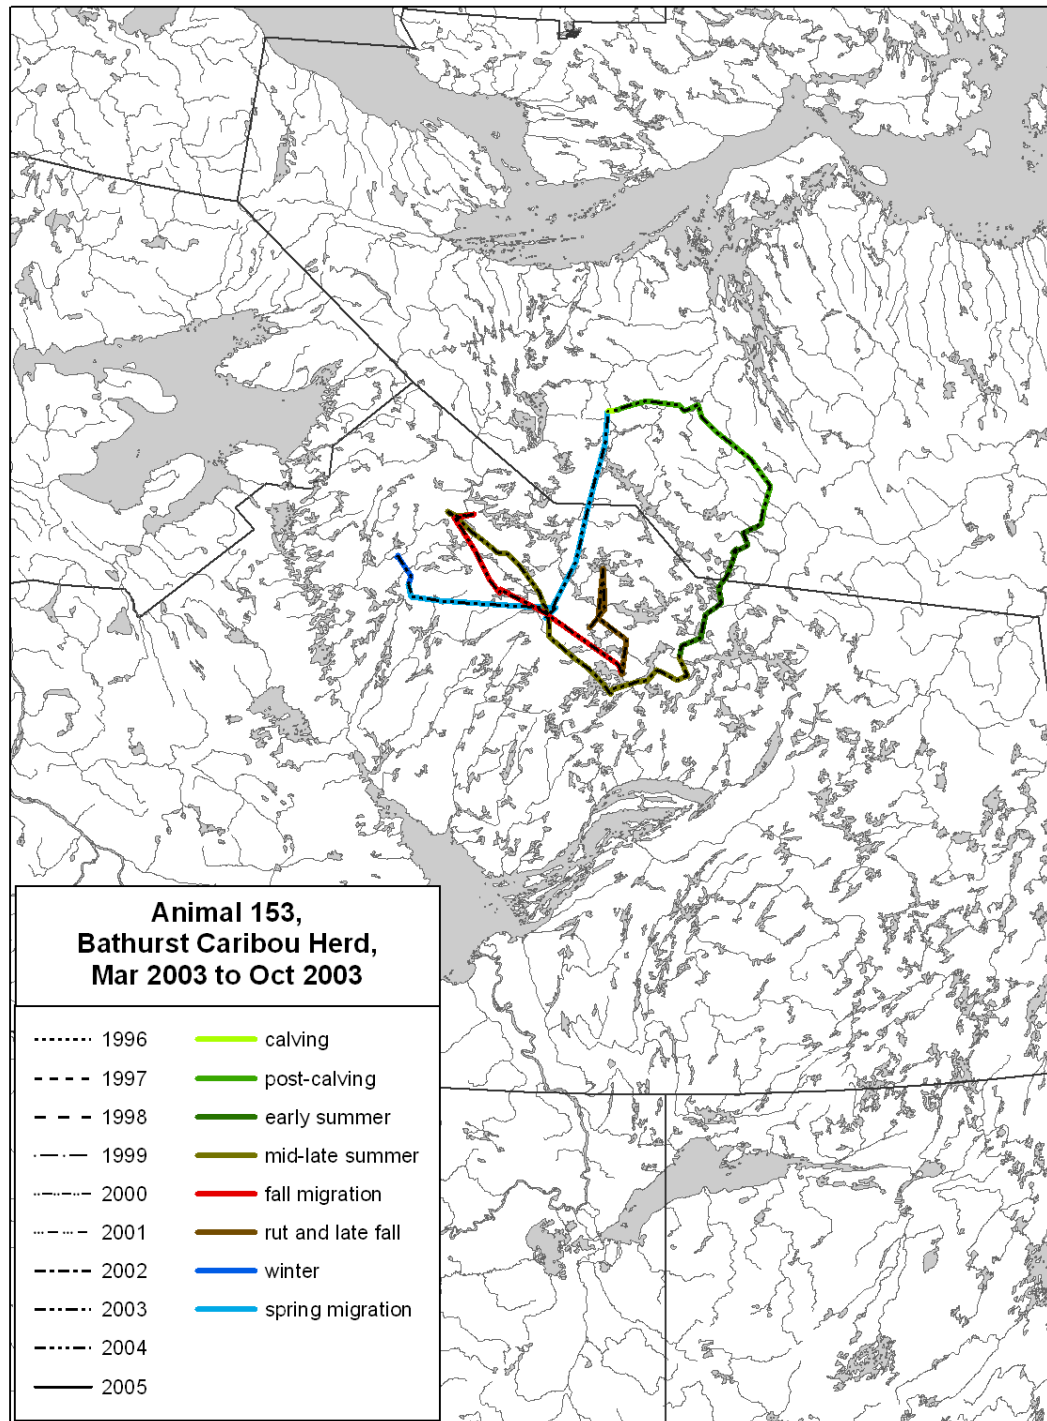 Animal 153,
Bathurst Caribou Herd,
Mar 2003 to Oct 2003
1996
1997
1998
1999
2000
2001
2002
2003
2004
2005
calving
post-calving
early summer
mid-late summer
fall migration
rut and late fall
winter
spring migration